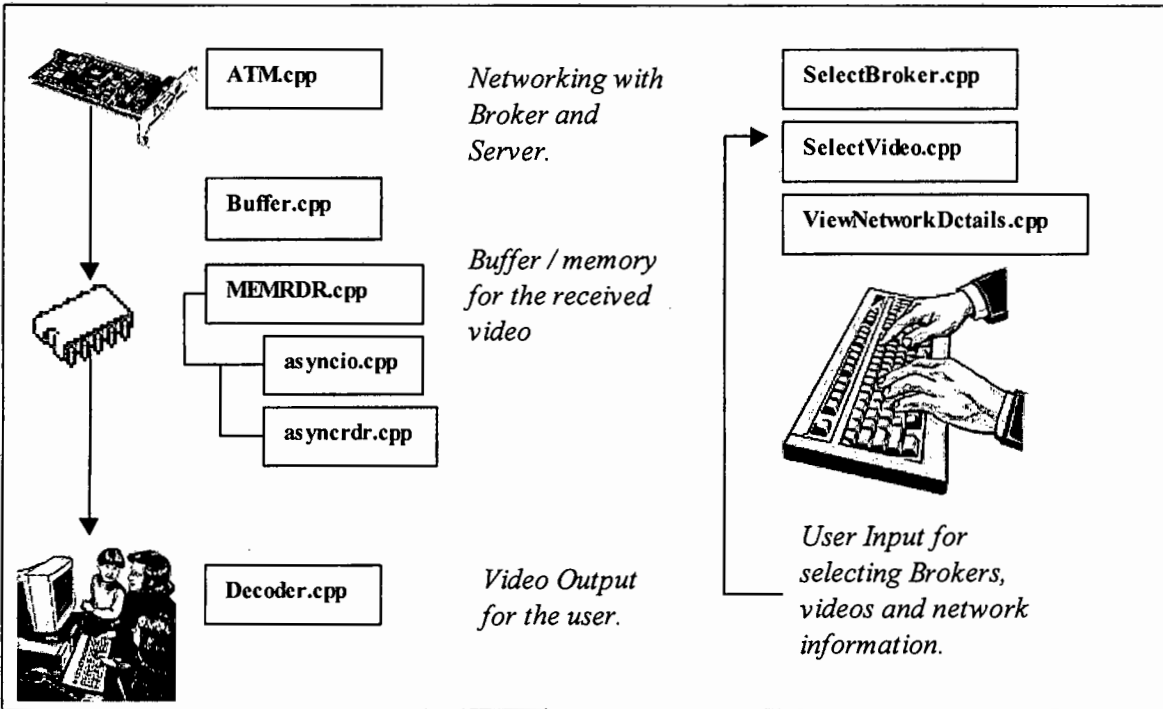 ATM.cpp
Networking with
Broker and
Server.
Buffer.cpp
MEMRDR.cpp
Buffer / memory
for the received
video
asyncio.cpp
asyncrdr.cpp
Decoder.cpp
Video Output
for the user.
SelectBroker.cpp
SelectVideo.cpp
ViewNetworkDetails.cpp
User Input for
selecting Brokers,
videos and network
information.